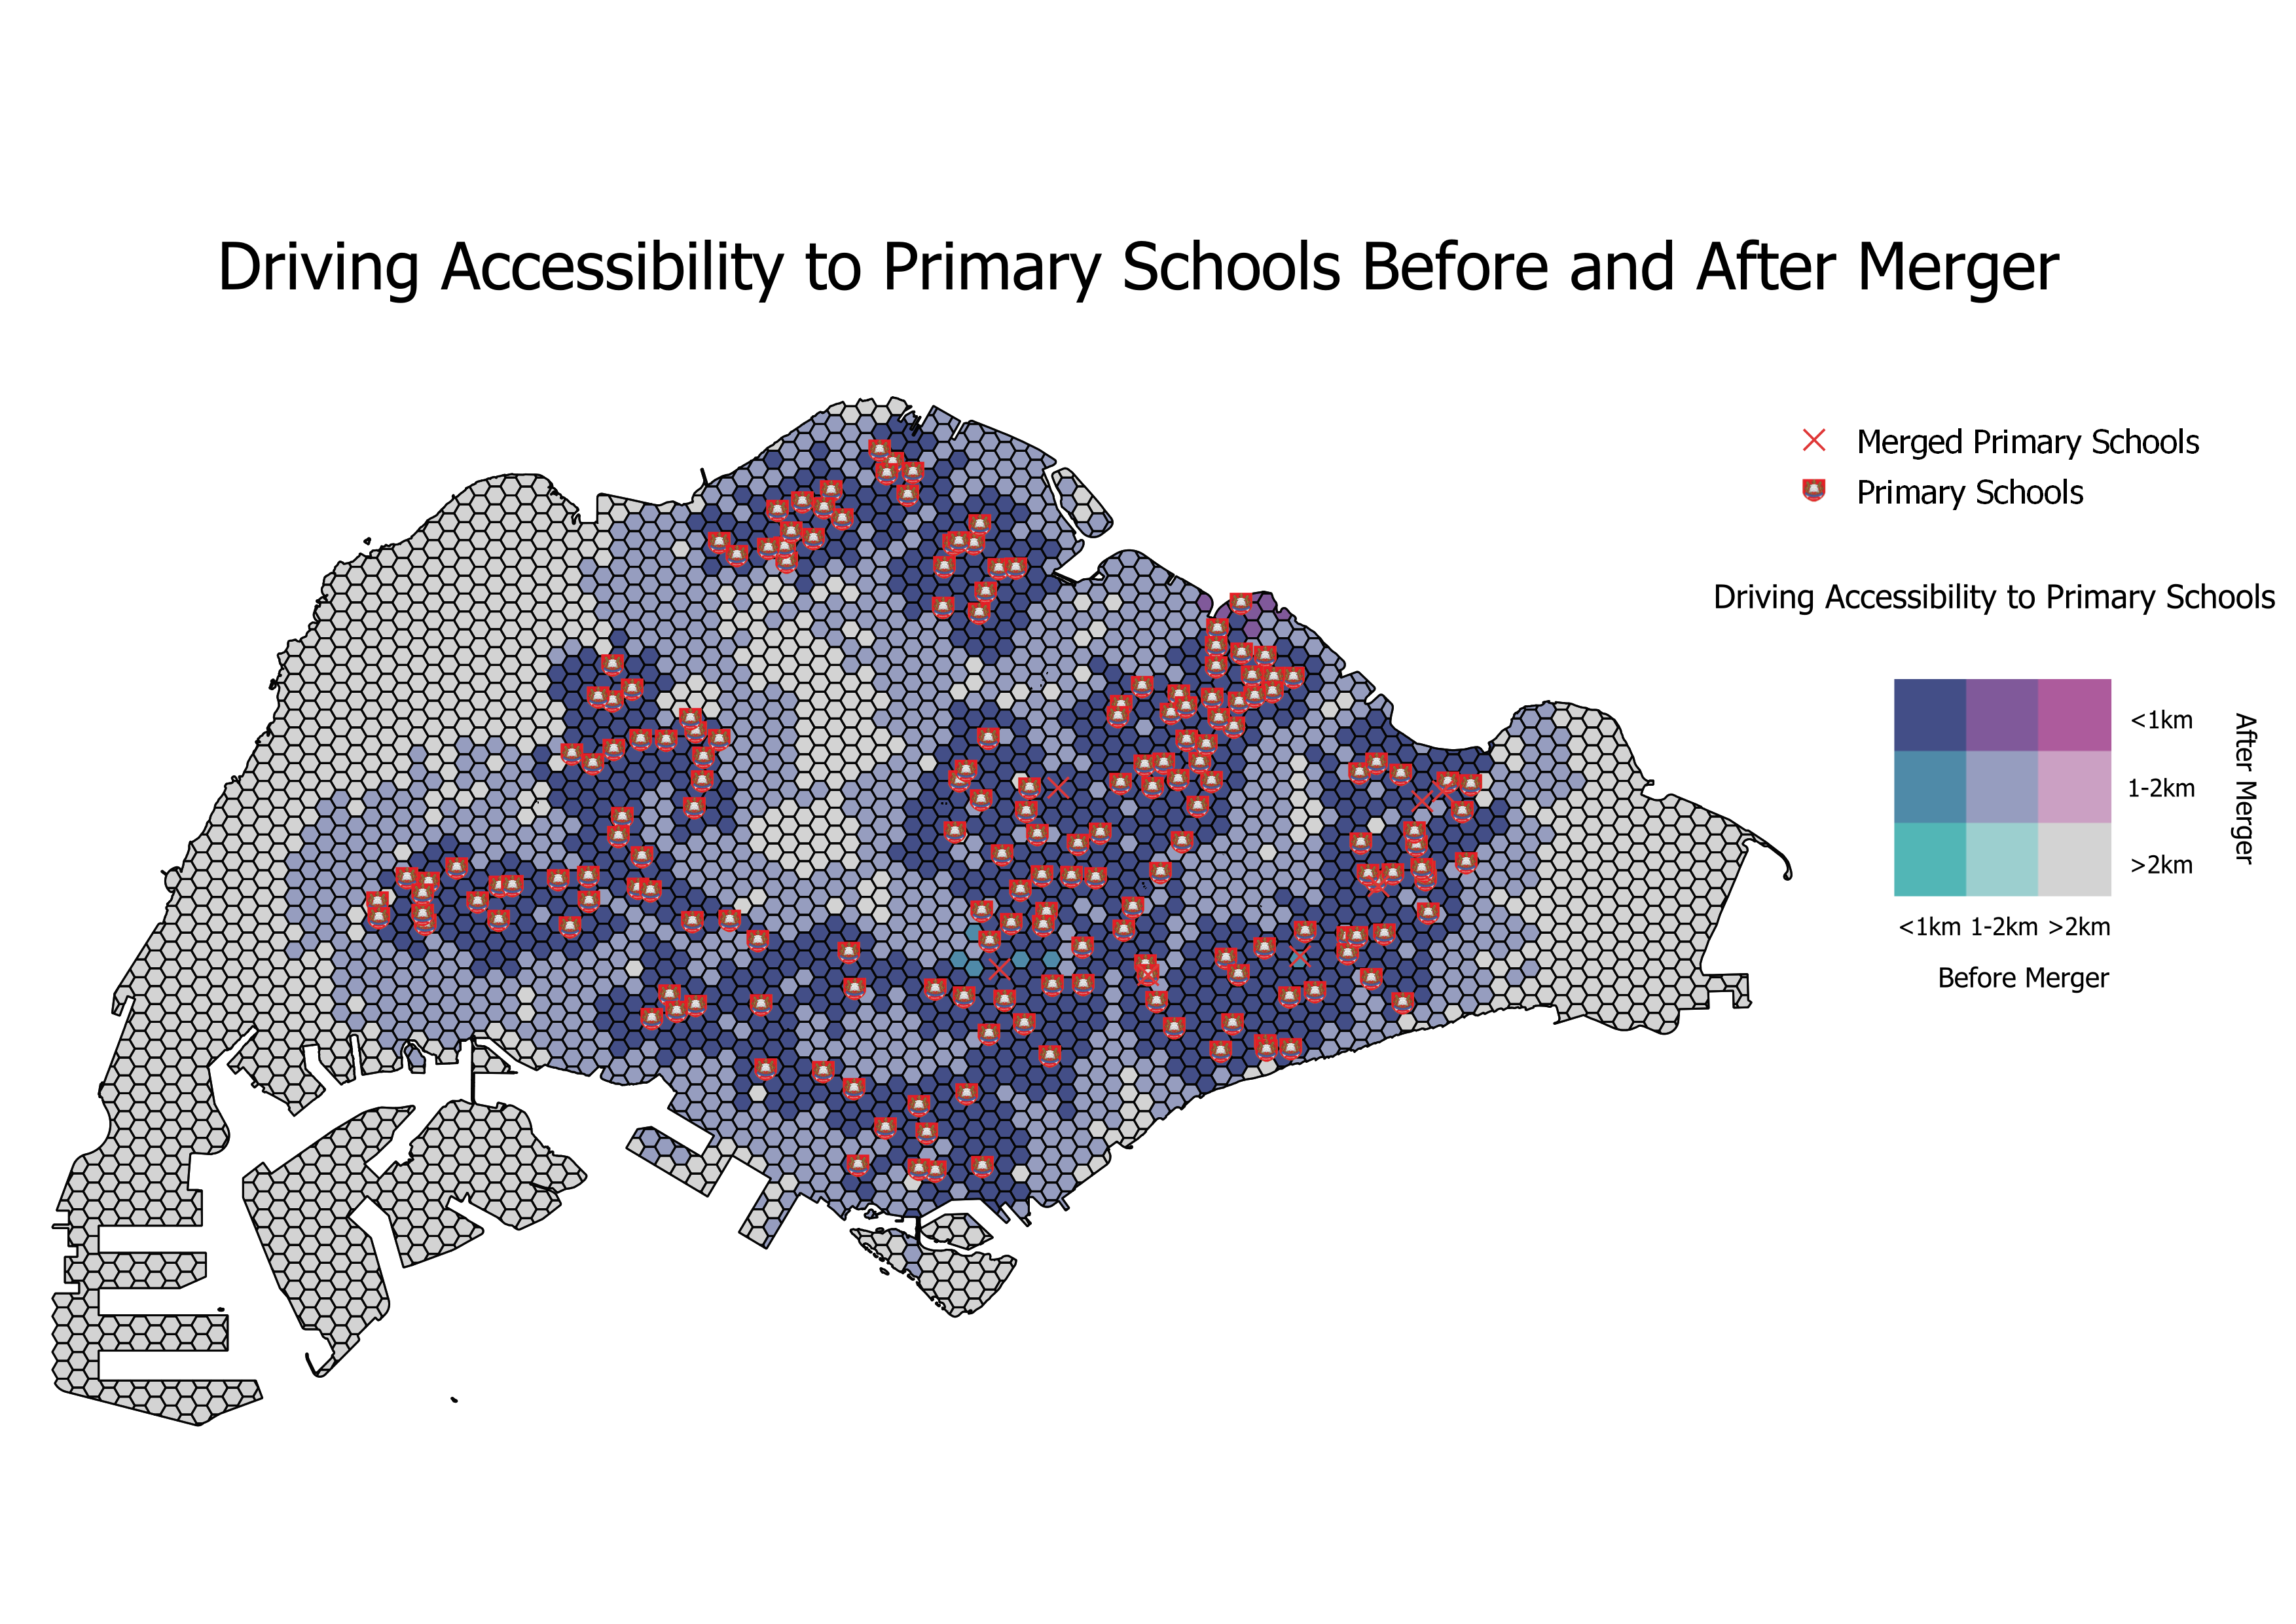 Driving Accessibility to Primary Schools Before and After Merger
Merged Primary Schools
Primary Schools
Driving Accessibility to Primary Schools
<1km
1-2km
>2km
After Merger
<1km 1-2km >2km
Before Merger